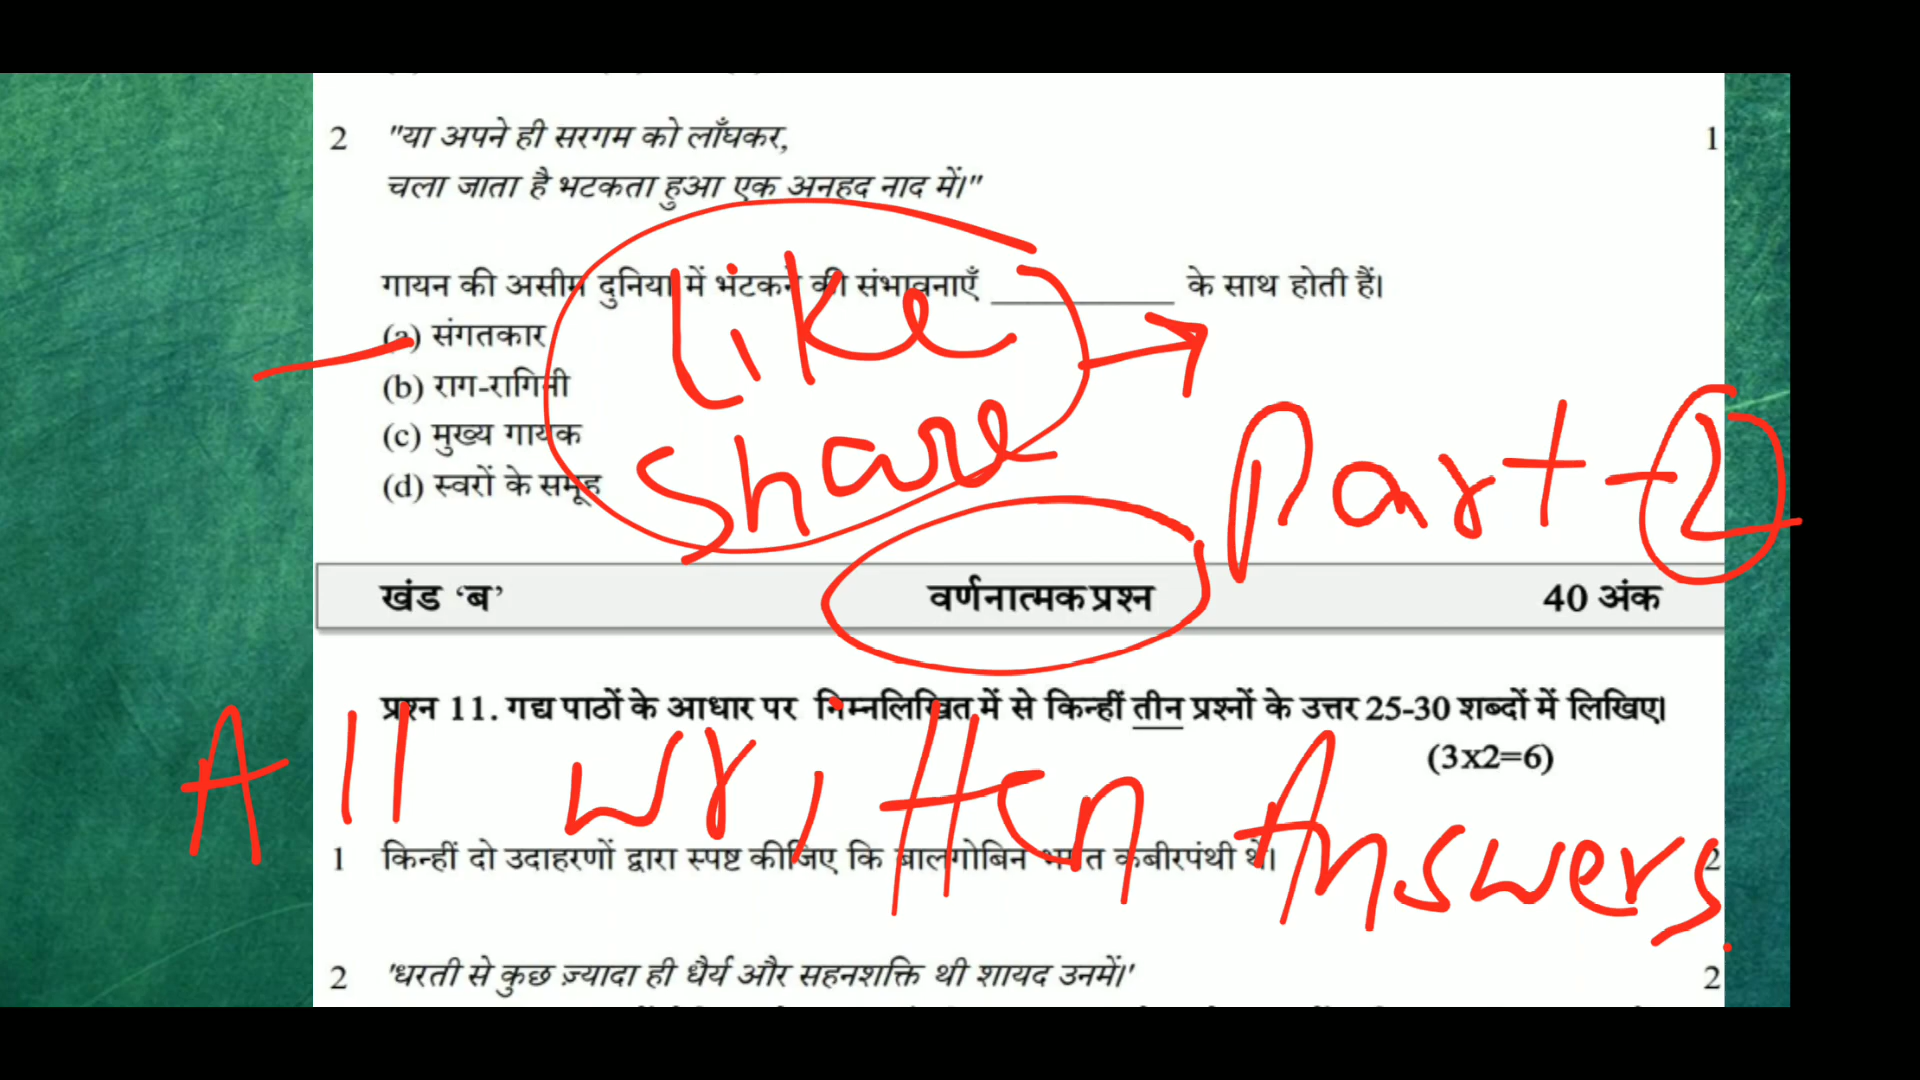 2 "या अपने ही सरगम को लाँघकर, 1
चला जाता है भटकता हुआ एक अनहद नाद में।"
गायन की असीम दुनिया में भटकने की संभावनाएँ ____________ के साथ होती हैं।
(a) संगतकार
(b) राग-रागिनी
(c) मुख्य गायक
(d) स्वरों के समूह
Like
Share
Part-2
खंड 'ब' वर्णनात्मक प्रश्न 40 अंक
प्रश्न 11. गद्य पाठों के आधार पर निम्नलिखित में से किन्हीं तीन प्रश्नों के उत्तर 25-30 शब्दों में लिखिए।
(3x2=6)
All written Answers.
1 किन्हीं दो उदाहरणों द्वारा स्पष्ट कीजिए कि बालगोबिन भगत कबीरपंथी थे। 2
2 'धरती से कुछ ज़्यादा ही धैर्य और सहनशक्ति थी शायद उनमें।' 2